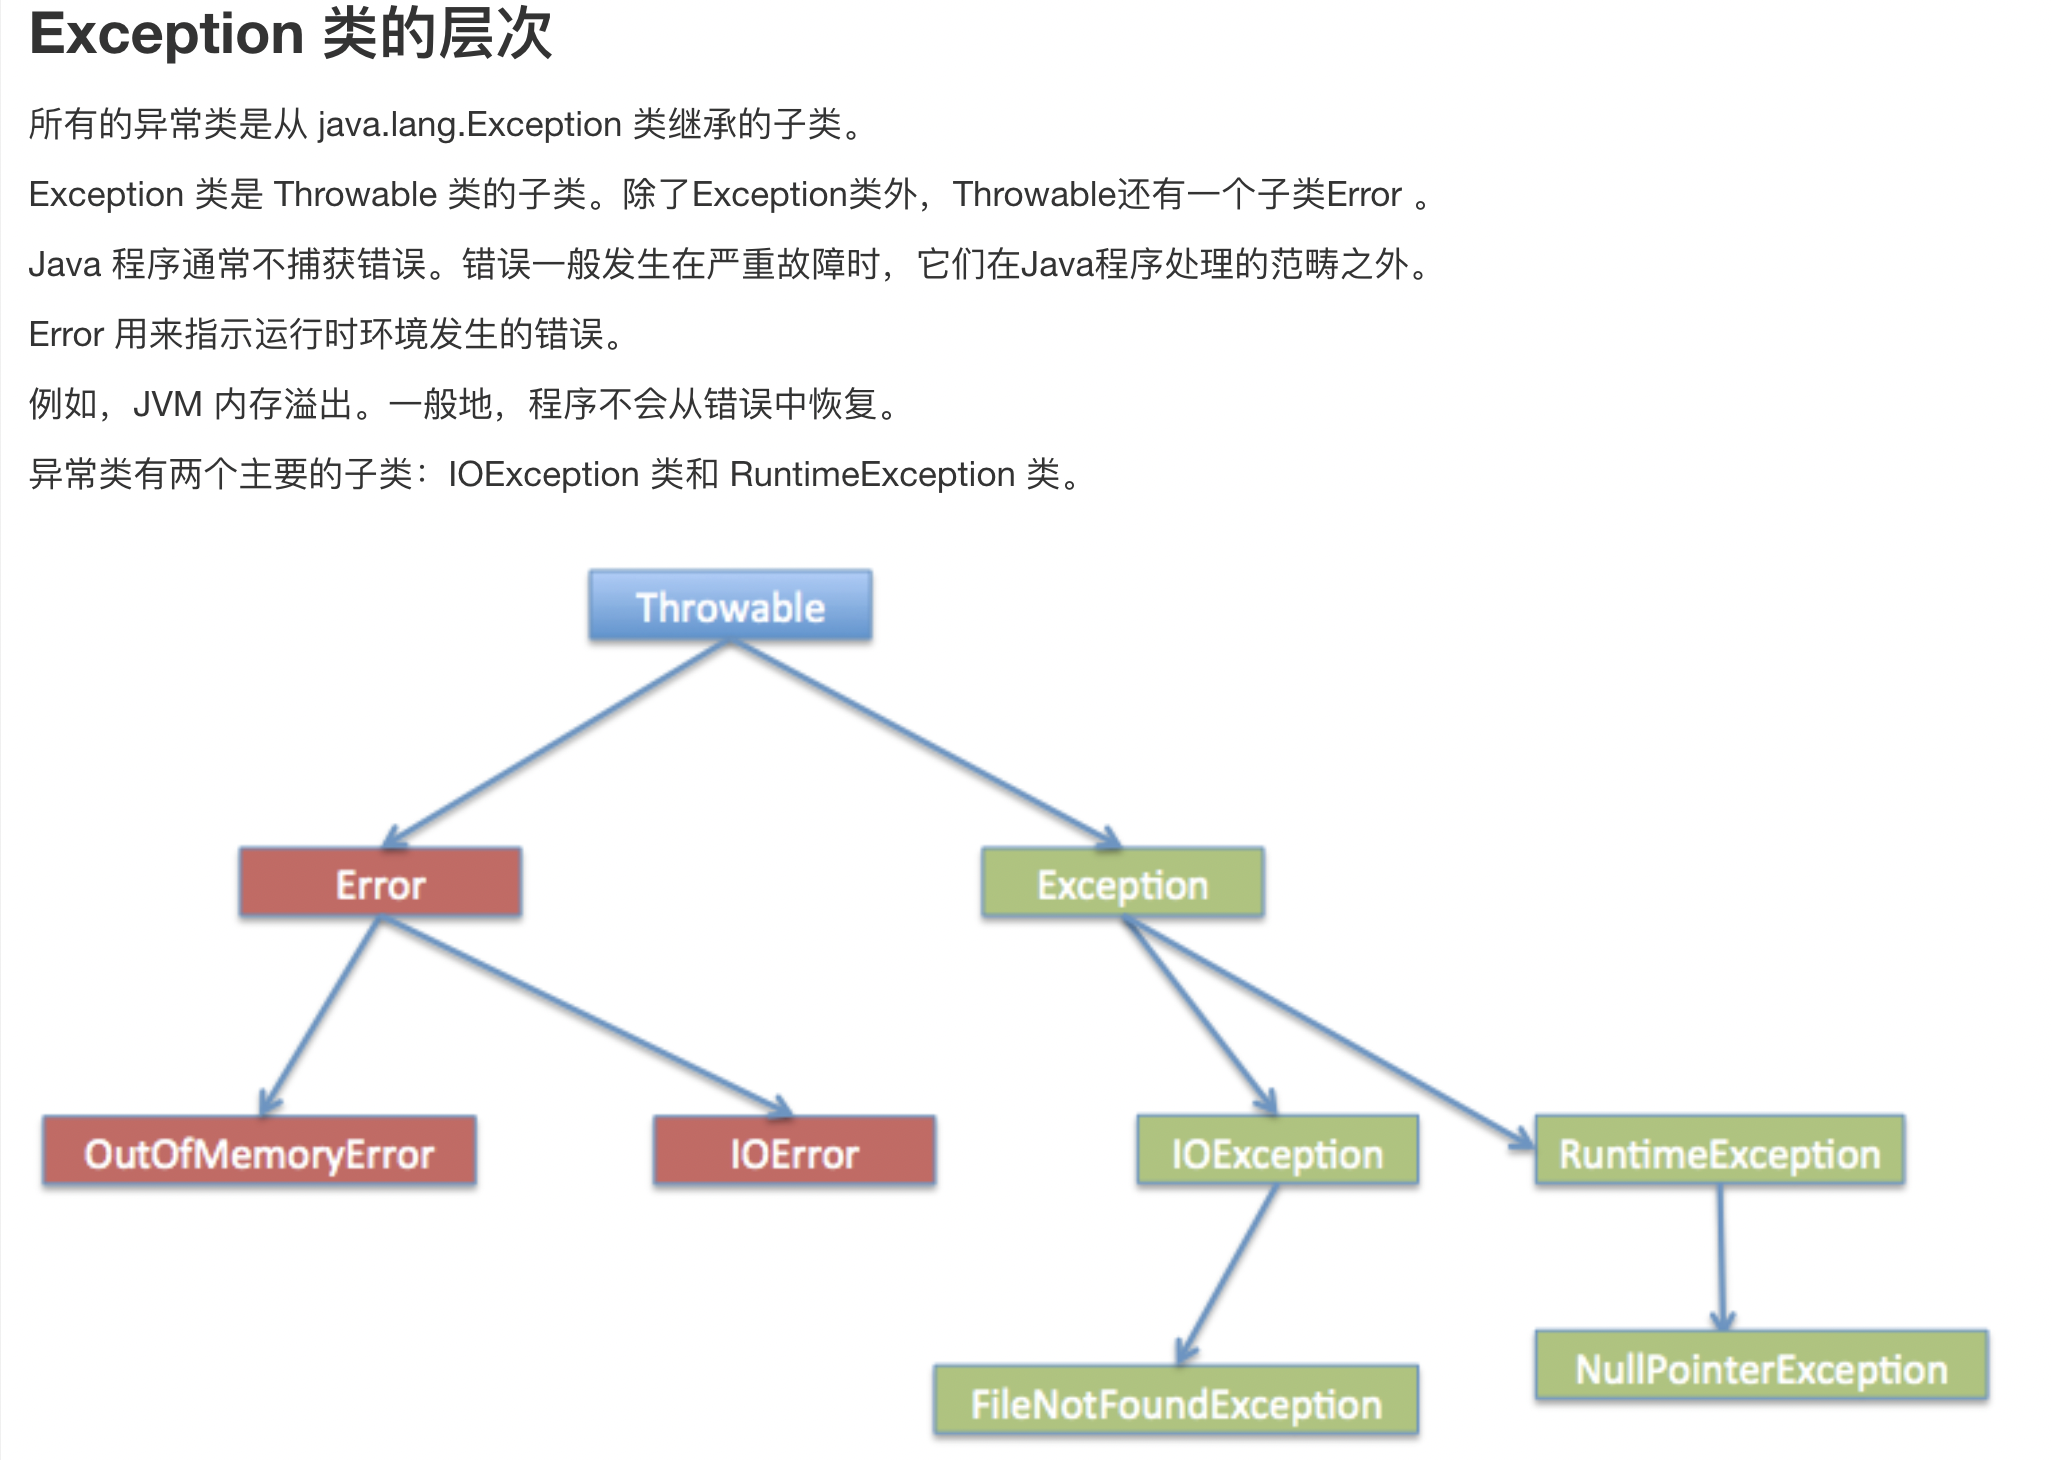 Exception 类的层次
所有的异常类是从 java.lang.Exception 类继承的子类。
Exception 类是 Throwable 类的子类。除了Exception类外，Throwable还有一个子类Error 。
Java 程序通常不捕获错误。错误一般发生在严重故障时，它们在Java程序处理的范畴之外。
Error 用来指示运行时环境发生的错误。
例如，JVM 内存溢出。一般地，程序不会从错误中恢复。
异常类有两个主要的子类：IOException 类和 RuntimeException 类。
Throwable
Error
Exception
OutOfMemoryError
IOError
IOException
RuntimeException
NullPointerException
FileNotFoundException